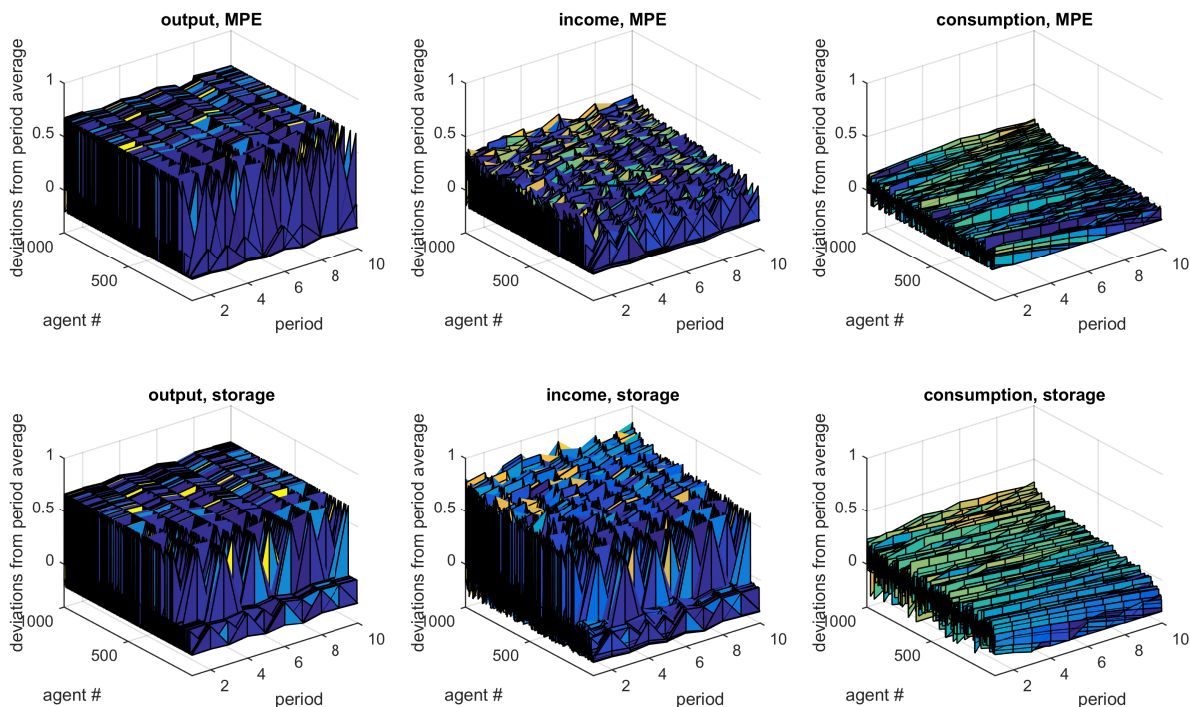 output, MPE
income, MPE
consumption, MPE
deviations from period average
1
0.5
0
1000
500
agent #
2
4
6
8
10
period
deviations from period average
1
0.5
0
1000
500
agent #
2
4
6
8
10
period
deviations from period average
1
0.5
0
1000
500
agent #
2
4
6
8
10
period
output, storage
income, storage
consumption, storage
deviations from period average
1
0.5
0
1000
500
agent #
2
4
6
8
10
period
deviations from period average
1
0.5
0
1000
500
agent #
2
4
6
8
10
period
deviations from period average
1
0.5
0
1000
500
agent #
2
4
6
8
10
period